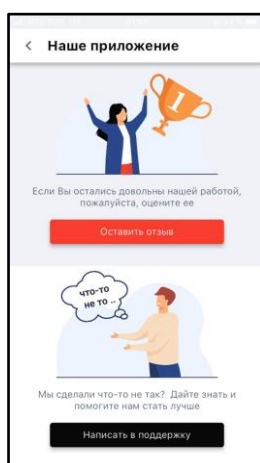 Наше приложение
1
Если Вы остались довольны нашей работой,
пожалуйста, оцените ее
Оставить отзыв
что-то
не то ..
Мы сделали что-то не так? Дайте знать и
помогите нам стать лучше
Написать в поддержку